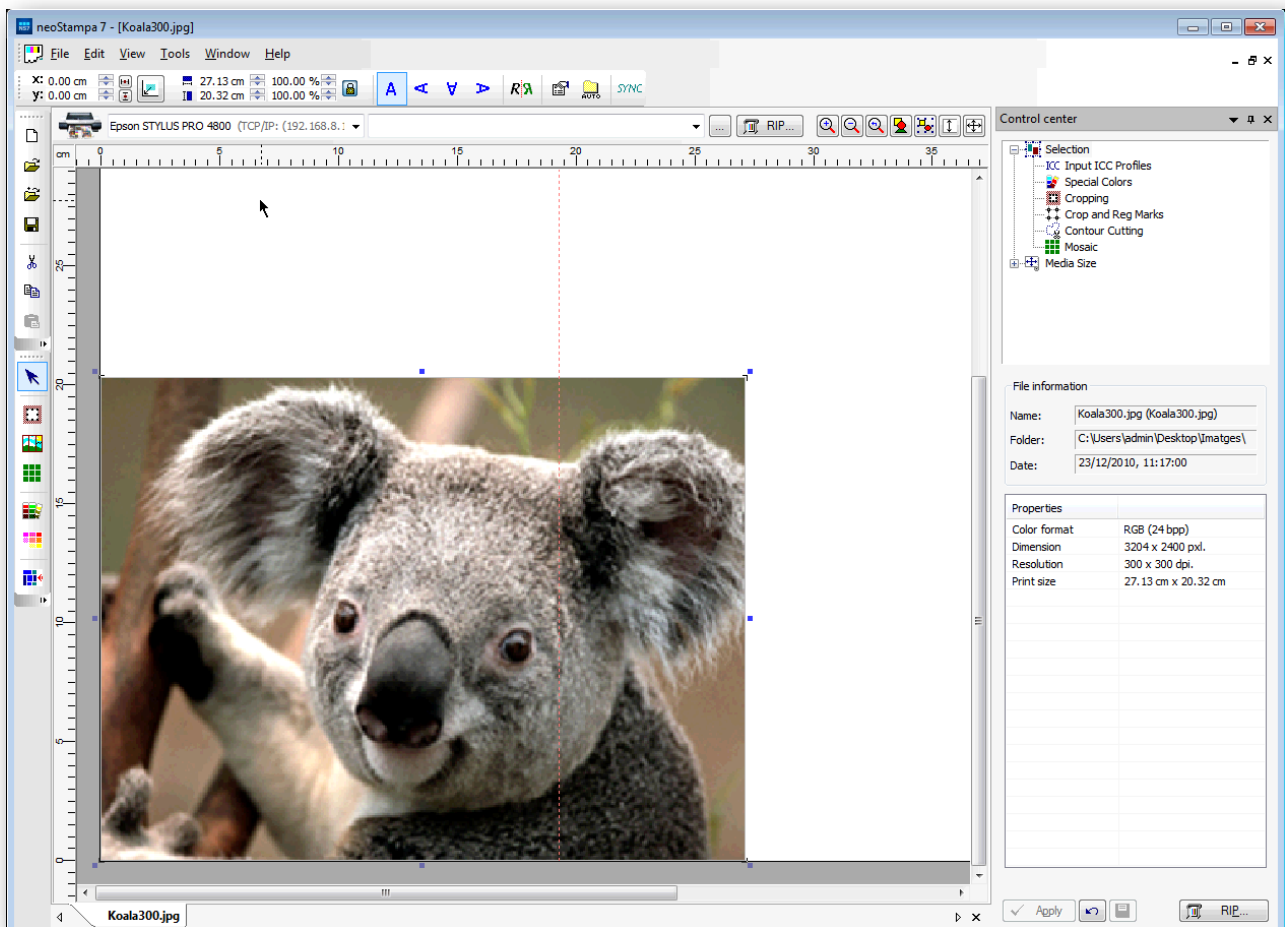 neoStampa 7 - [Koala300.jpg]
File Edit View Tools Window Help
X: 0.00 cm 27.13 cm 100.00 % A A A A RR AUTO SYNC
y: 0.00 cm 20.32 cm 100.00 %
Epson STYLUS PRO 4800 (TCP/IP: (192.168.8.1 ... RIP...
Control center
cm 0 5 10 15 20 25 30 35
25
20
15
10
5
0
Selection
ICC Input ICC Profiles
Special Colors
Cropping
Crop and Reg Marks
Contour Cutting
Mosaic
Media Size
File information
Name: Koala300.jpg (Koala300.jpg)
Folder: C:\Users\admin\Desktop\Imatges\
Date: 23/12/2010, 11:17:00
Properties
Color format RGB (24 bpp)
Dimension 3204 x 2400 pxl.
Resolution 300 x 300 dpi.
Print size 27.13 cm x 20.32 cm
Koala300.jpg
Apply RIP...